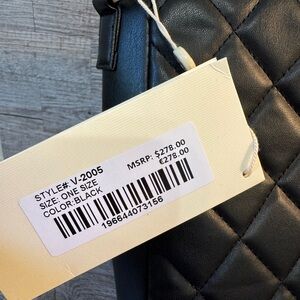 STYLE#: V-2005
SIZE: ONE SIZE
COLOR:BLACK
MSRP: $278.00
€278.00
196644073156